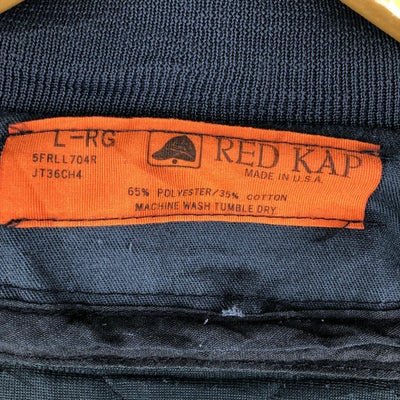 L-RG
5FRLL704R
JT36CH4
RED KAP
MADE IN U.S.A.
65% POLYESTER/35% COTTON
MACHINE WASH TUMBLE DRY